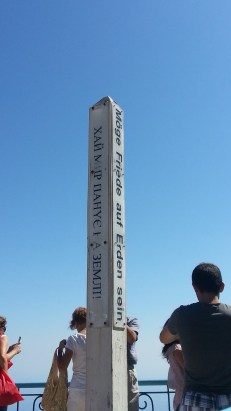 ХАЙ МИР ПАНУЄ НА ЗЕМЛІ
Möge Friede auf Erden sein